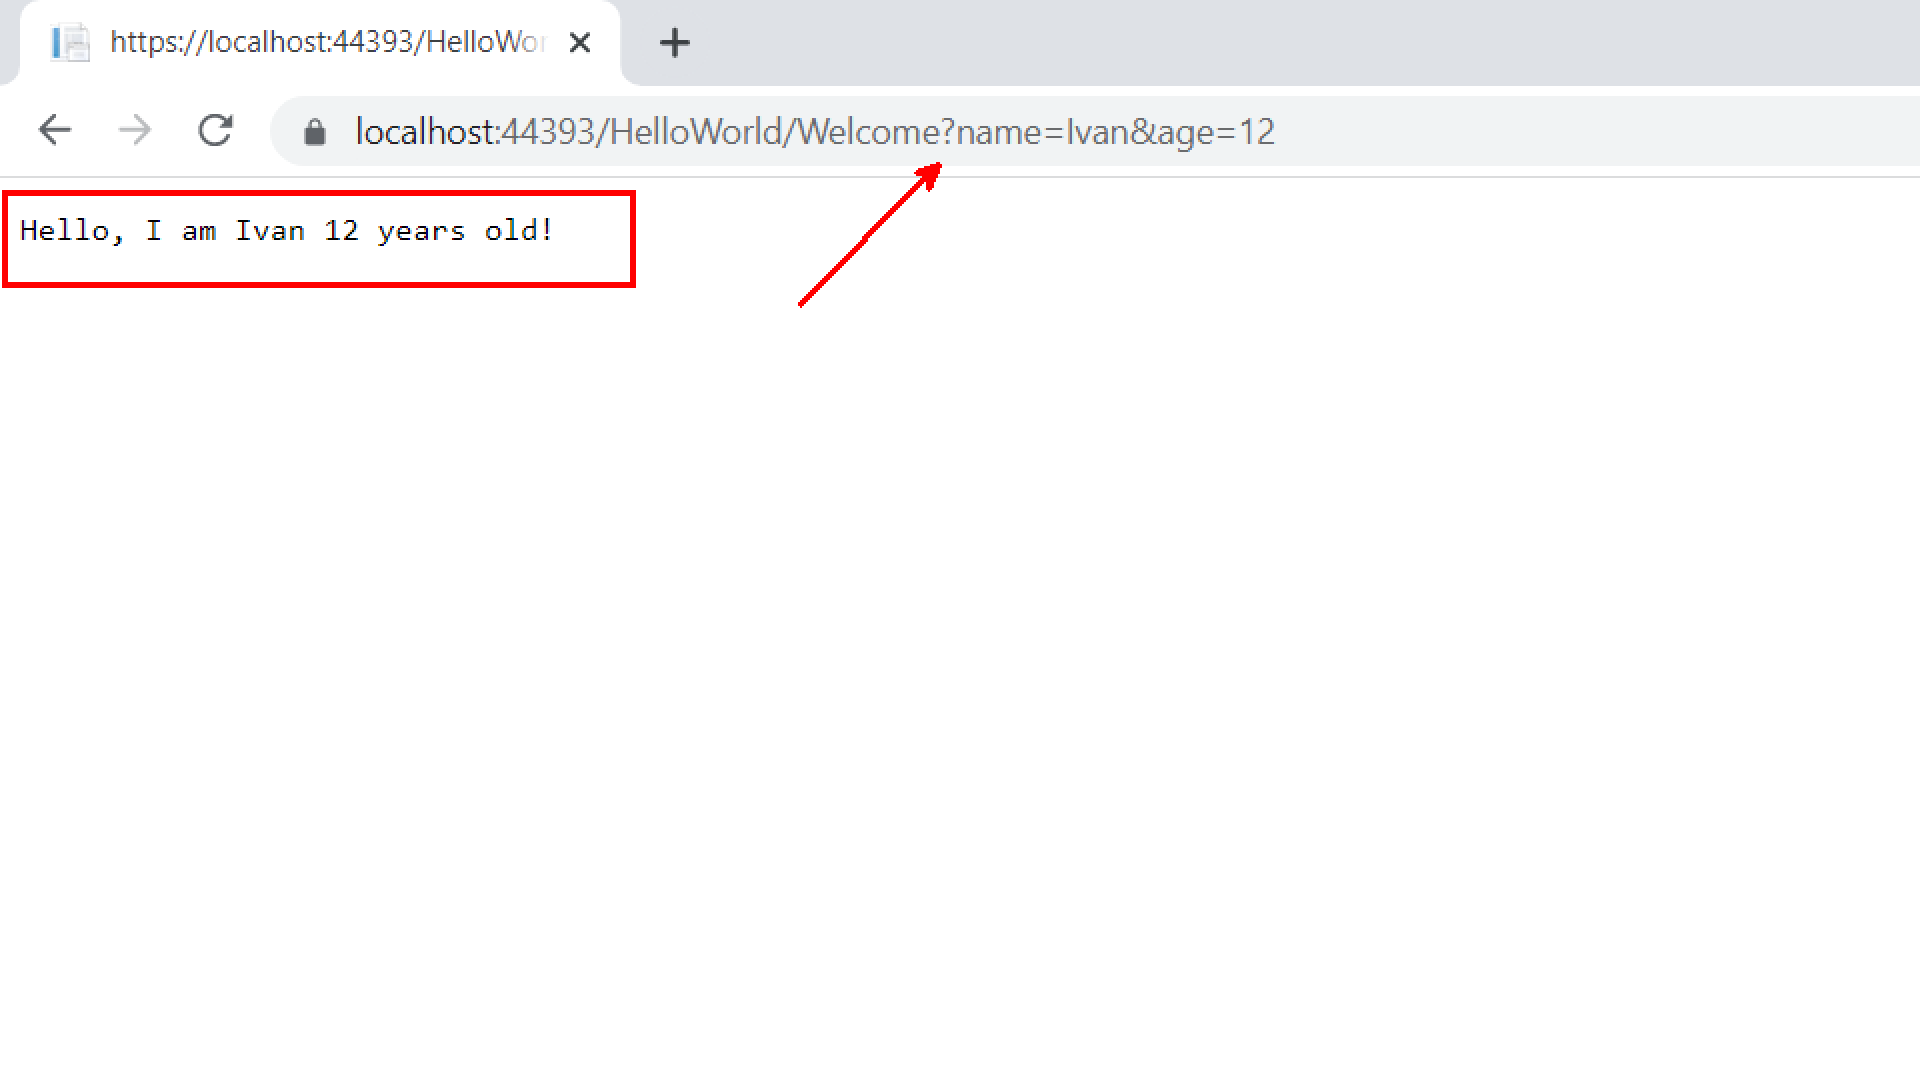 https://localhost:44393/HelloWor
localhost:44393/HelloWorld/Welcome?name=Ivan&age=12
Hello, I am Ivan 12 years old!